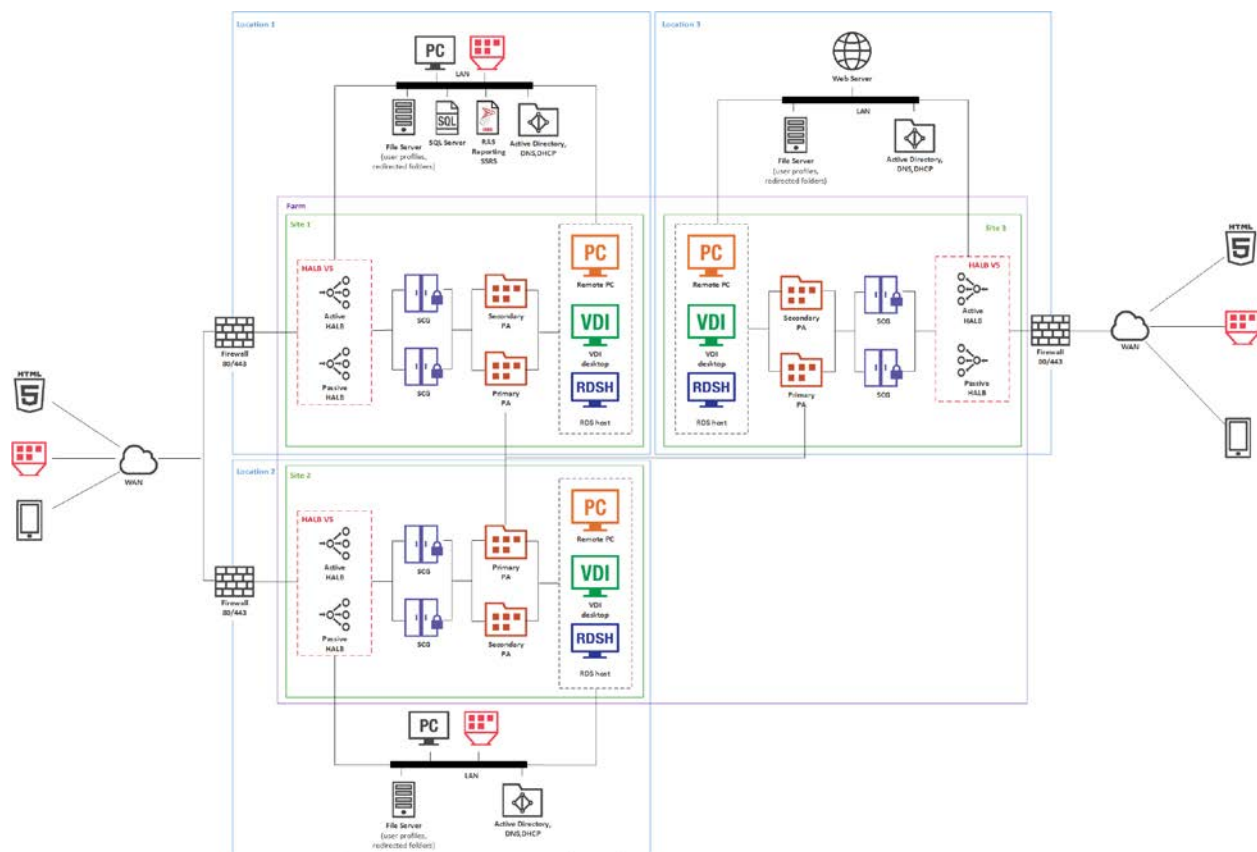 Location 1
PC
LAN
File Server
(user profiles,
redirected folders)
SQL
SQL Server
RAS
Reporting
SSRS
Active Directory,
DNS,DHCP
Location 3
Web Server
LAN
File Server
(user profiles,
redirected folders)
Active Directory,
DNS,DHCP
Farm
Site 1
HALB VS
Active
HALB
Passive
HALB
SCG
SCG
Secondary
PA
Primary
PA
PC
Remote PC
VDI
VDI
desktop
RDSH
RDS host
Site 3
PC
Remote PC
VDI
VDI
desktop
RDSH
RDS host
Secondary
PA
Primary
PA
SCG
SCG
HALB VS
Active
HALB
Passive
HALB
Firewall
80/443
Firewall
80/443
WAN
HTML
5
HTML
5
WAN
Location 2
Site 2
HALB VS
Active
HALB
Passive
HALB
SCG
SCG
Primary
PA
Secondary
PA
PC
Remote PC
VDI
VDI
desktop
RDSH
RDS host
Firewall
80/443
PC
LAN
File Server
(user profiles,
redirected folders)
Active Directory,
DNS,DHCP